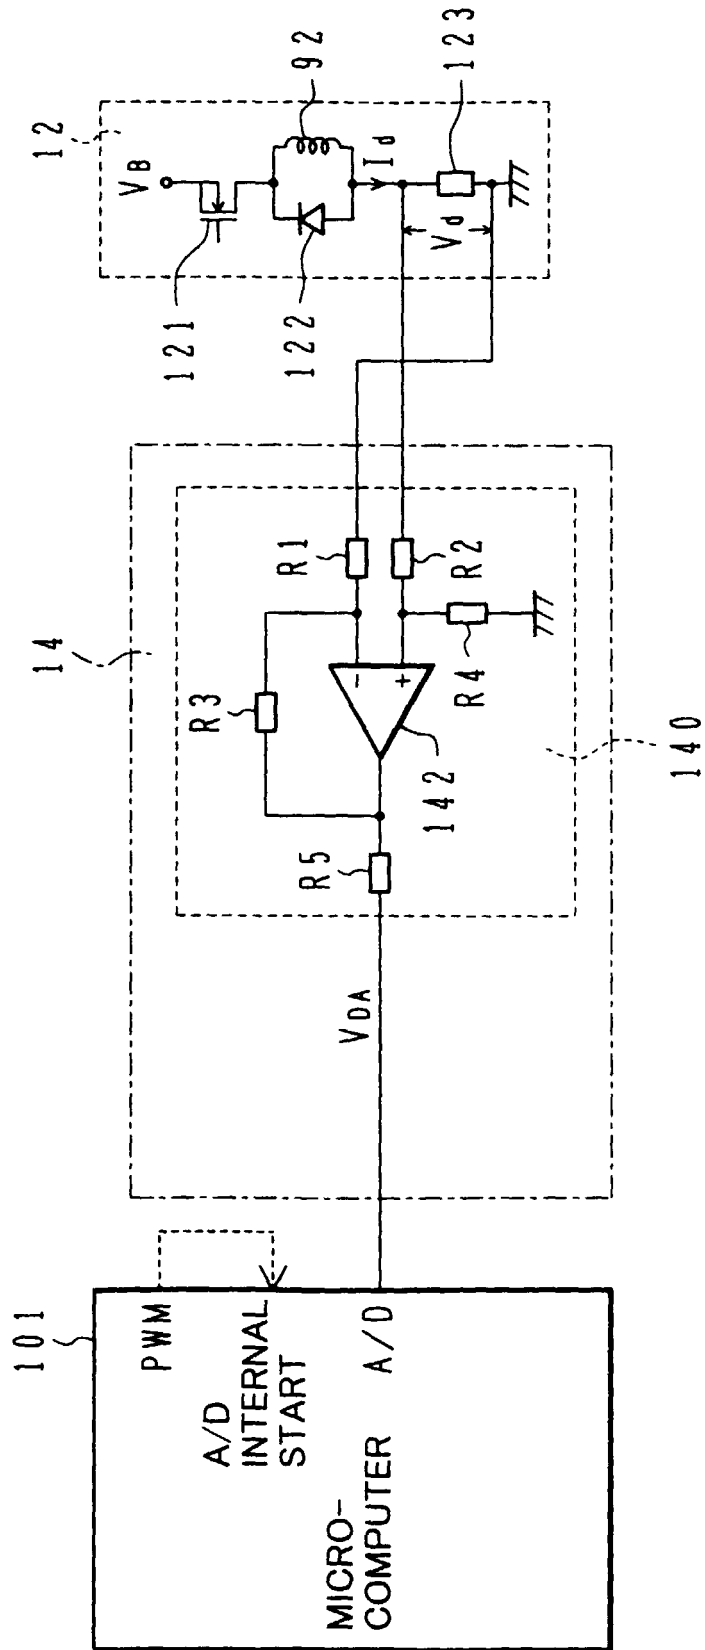 101
PWM
A/D
INTERNAL
START
A/D
MICRO-
COMPUTER
14
VDA
R5
R3
R1
R2
R4
-
+
142
140
12
VB
121
122
92
Id
Vd
123